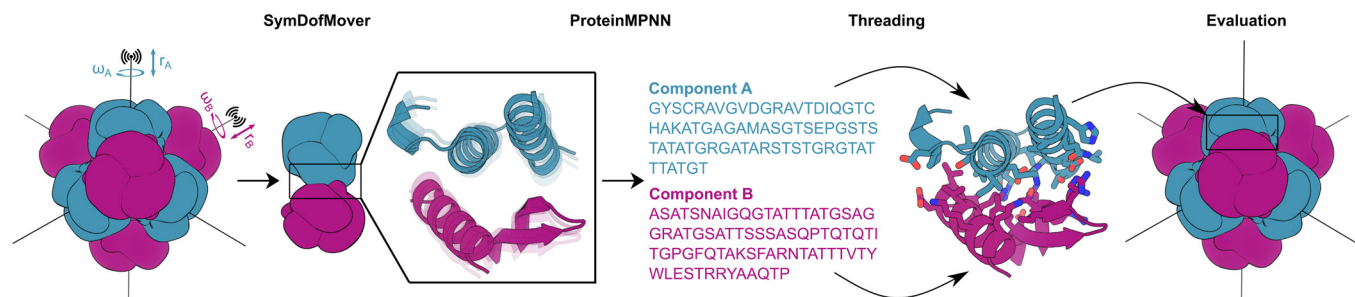 SymDofMover
ProteinMPNN
Threading
Evaluation
ωA
rA
ωB
rB
Component A
GYSCRAVGVDGRAVTDIQGTC
HAKATGAGAMASGTSEPGSTS
TATATGRGATARSTSTGRGTAT
TTATGT
Component B
ASATSNAIGQGTATTTATGSAG
GRATGSATTSSSASQPTQTQTI
TGPGFQTAKSFARNTATTTVTY
WLESTRRYAAQTP